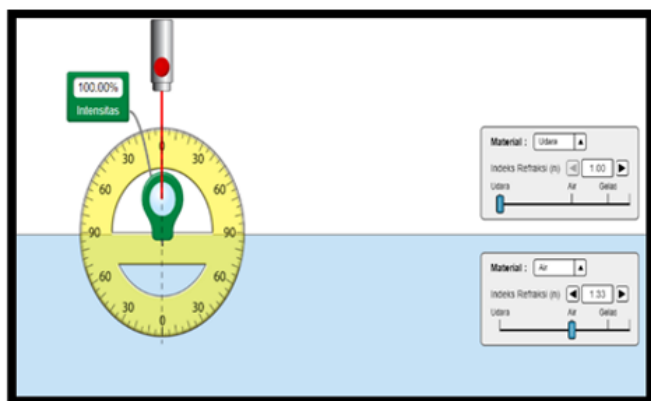 100.00%
Intensitas
0
30 30
60 60
90 90
60 60
30 30
0
Material : Udara
Indeks Refraksi (n) 1.00
Udara Air Gelas
Material : Air
Indeks Refraksi (n) 1.33
Udara Air Gelas